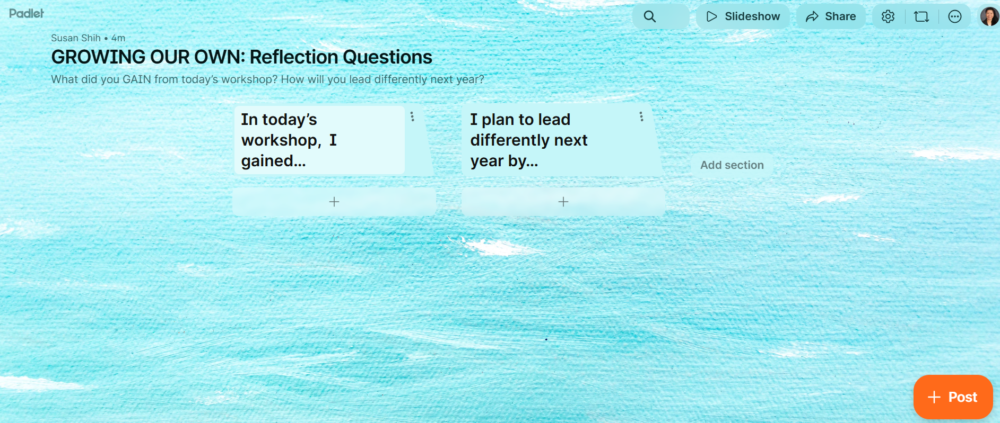 Padlet
Slideshow
Share
Susan Shih • 4m
GROWING OUR OWN: Reflection Questions
What did you GAIN from today’s workshop? How will you lead differently next year?
In today’s
workshop, I
gained...
I plan to lead
differently next
year by...
Add section
Post